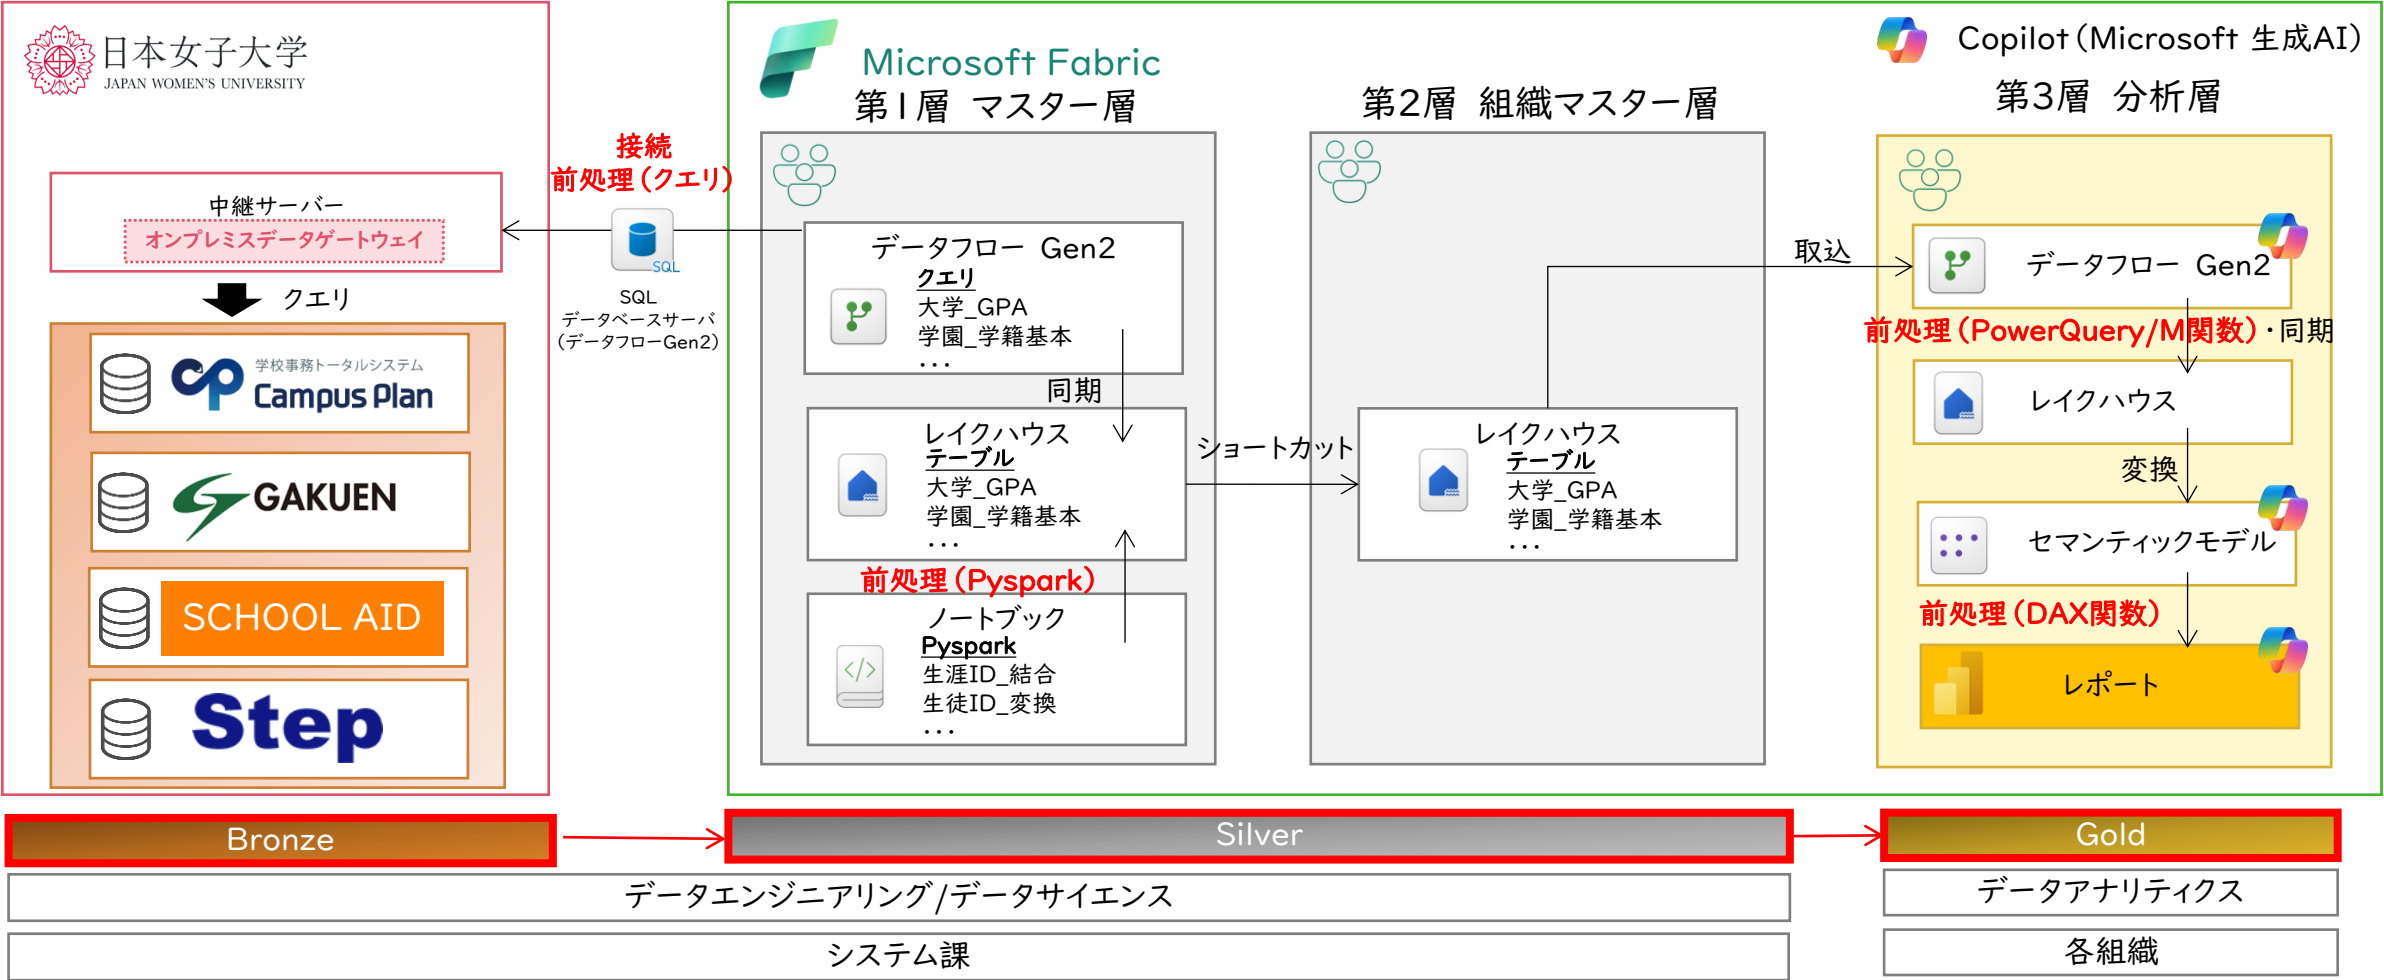 日本女子大学
JAPAN WOMEN'S UNIVERSITY
中継サーバー
オンプレミスデータゲートウェイ
クエリ
学校事務トータルシステム
Campus Plan
GAKUEN
SCHOOL AID
Step
接続
前処理(クエリ)
SQL
SQL
データベースサーバ
(データフローGen2)
Microsoft Fabric
第1層 マスター層
データフロー Gen2
クエリ
大学_GPA
学園_学籍基本
・・・
同期
レイクハウス
テーブル
大学_GPA
学園_学籍基本
・・・
前処理(Pyspark)
ノートブック
Pyspark
生涯ID_結合
生徒ID_変換
・・・
ショートカット
第2層 組織マスター層
レイクハウス
テーブル
大学_GPA
学園_学籍基本
・・・
取込
Copilot(Microsoft 生成AI)
第3層 分析層
データフロー Gen2
前処理(PowerQuery/M関数)・同期
レイクハウス
変換
セマンティックモデル
前処理(DAX関数)
レポート
Bronze
Silver
Gold
データエンジニアリング/データサイエンス
データアナリティクス
システム課
各組織